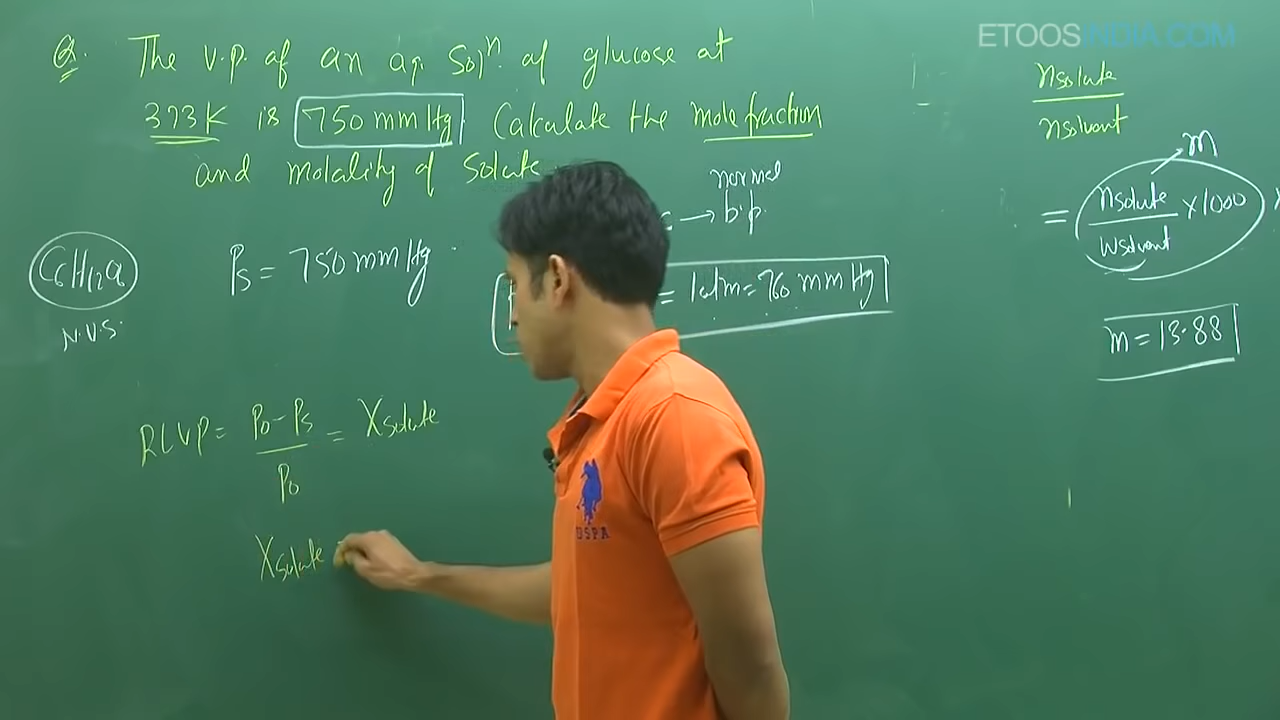 ETOOSINDIA.COM
Q. The v.p. of an aq. solⁿ. of glucose at
373K is 750 mm Hg Calculate the mole fraction
and molality of solute
C6H12O6
N.V.S.
Ps = 750 mm Hg
normal
→ b.p.
= 1atm = 760 mm Hg
RLVP = Po - Ps / Po = Xsolute
Xsolute
nsolute
nsolvent
m
= nsolute / wsolvent × 1000
m = 13.88
USPA